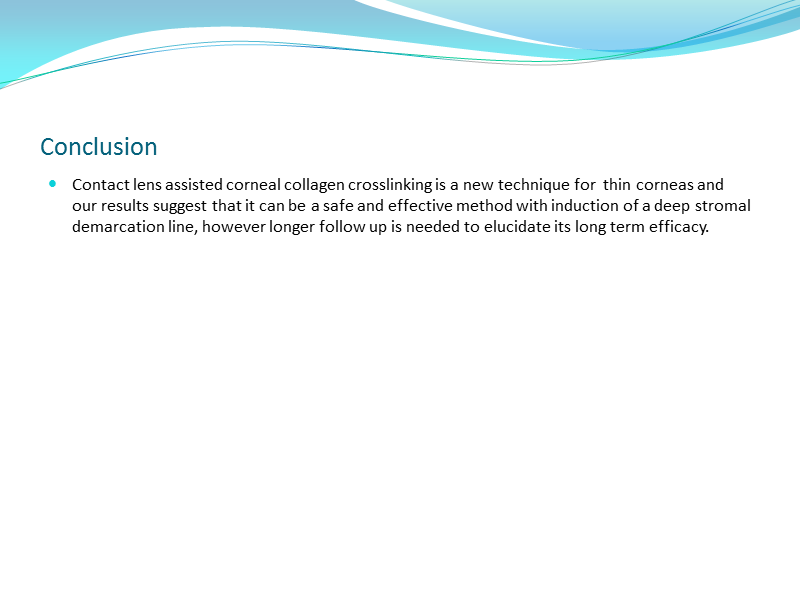 Conclusion
Contact lens assisted corneal collagen crosslinking is a new technique for thin corneas and
our results suggest that it can be a safe and effective method with induction of a deep stromal
demarcation line, however longer follow up is needed to elucidate its long term efficacy.